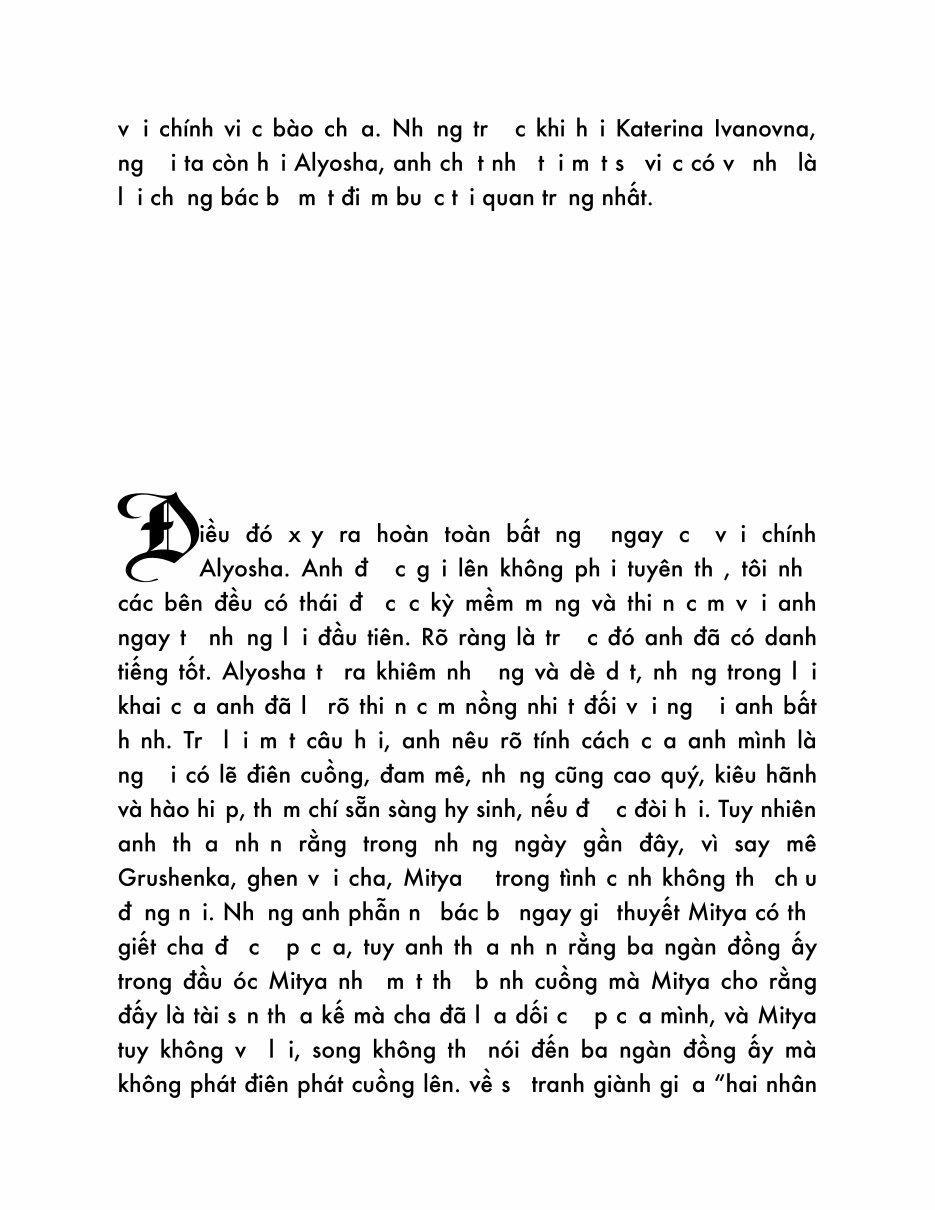 v i chính vi c bào ch a. Nh ng tr c khi h i Katerina Ivanovna,
ng i ta còn h i Alyosha, anh ch t nh t i m t s vi c có v nh là
l i ch ng bác b m t đi m bu c t i quan tr ng nhất.
Điều đó x y ra hoàn toàn bất ng ngay c v i chính
Alyosha. Anh đ c g i lên không ph i tuyên th , tôi nh
các bên đều có thái đ c c kỳ mềm m ng và thi n c m v i anh
ngay t nh ng l i đầu tiên. Rõ ràng là tr c đó anh đã có danh
tiếng tốt. Alyosha t ra khiêm nh ng và dè d t, nh ng trong l i
khai c a anh đã l rõ thi n c m nồng nhi t đối v i ng i anh bất
h nh. Tr l i m t câu h i, anh nêu rõ tính cách c a anh mình là
ng i có lẽ điên cuồng, đam mê, nh ng cũng cao quý, kiêu hãnh
và hào hi p, th m chí sẵn sàng hy sinh, nếu đ c đòi h i. Tuy nhiên
anh th a nh n rằng trong nh ng ngày gần đây, vì say mê
Grushenka, ghen v i cha, Mitya trong tình c nh không th ch u
đ ng n i. Nh ng anh phẫn n bác b ngay gi thuyết Mitya có th
giết cha đ c p c a, tuy anh th a nh n rằng ba ngàn đồng ấy
trong đầu óc Mitya nh m t th b nh cuồng mà Mitya cho rằng
đấy là tài s n th a kế mà cha đã l a dối c p c a mình, và Mitya
tuy không v l i, song không th nói đến ba ngàn đồng ấy mà
không phát điên phát cuồng lên. về s tranh giành gi a “hai nhân